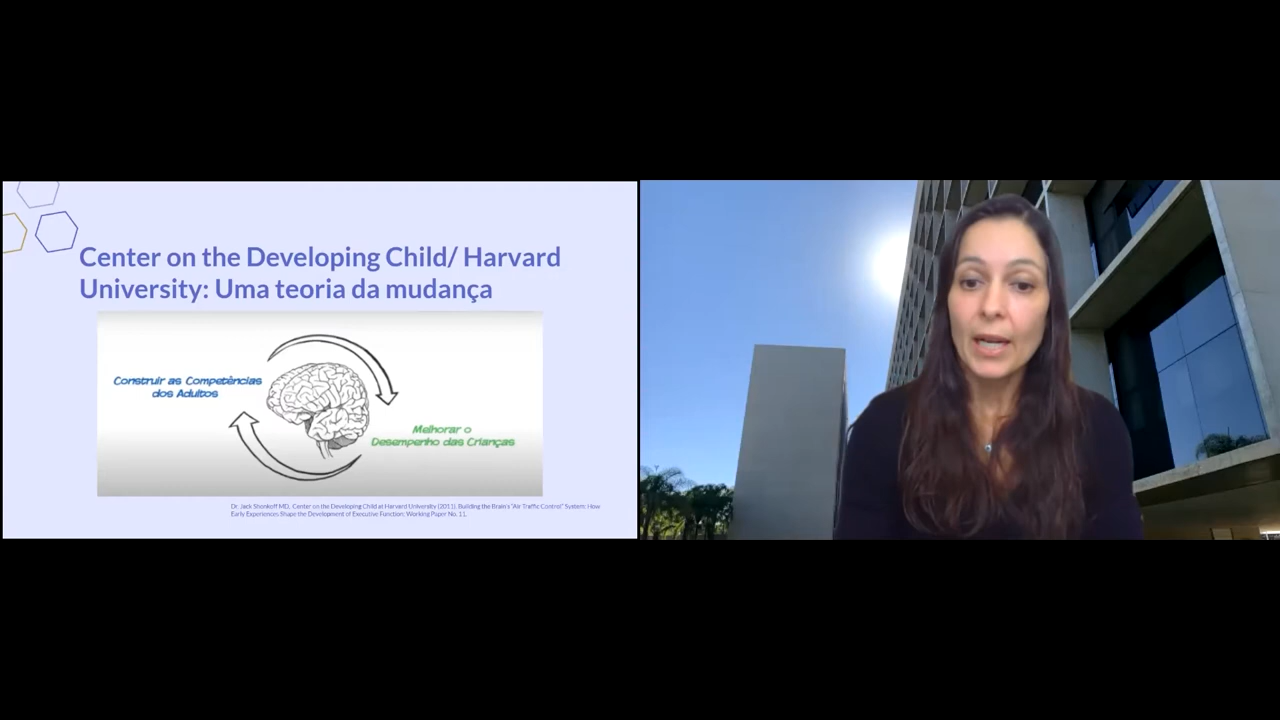 Center on the Developing Child/ Harvard
University: Uma teoria da mudança
Construir as Competências
dos Adultos
Melhorar o
Desempenho das Crianças
Dr. Jack Shonkoff MD, Center on the Developing Child at Harvard University (2011). Building the Brain's "Air Traffic Control" System: How
Early Experiences Shape the Development of Executive Function: Working Paper No. 11.